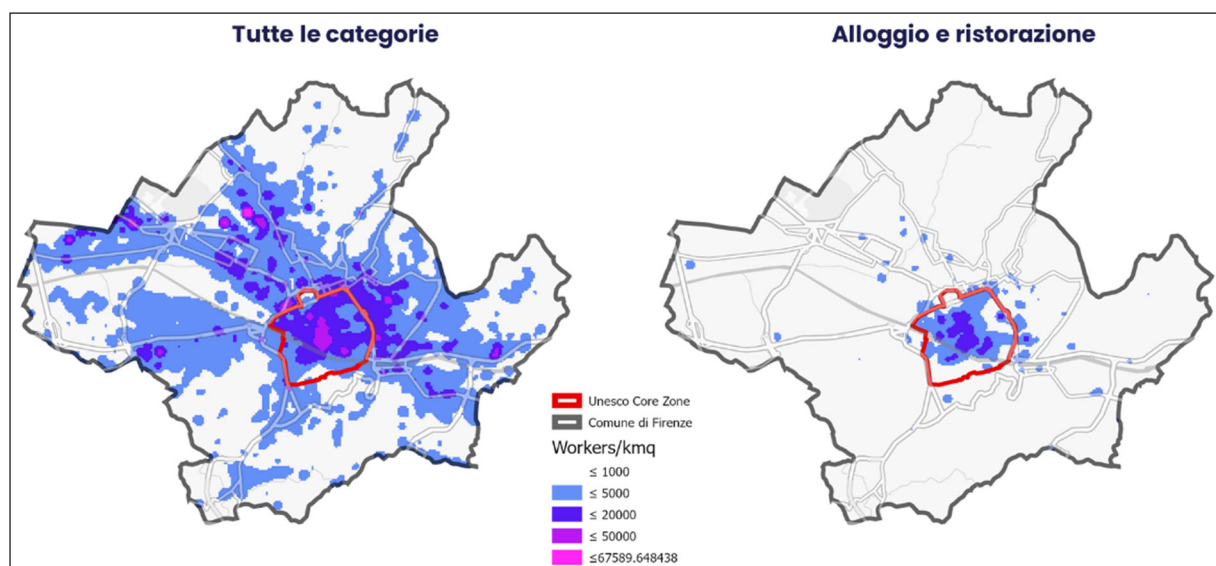 Tutte le categorie
Alloggio e ristorazione
Unesco Core Zone
Comune di Firenze
Workers/kmq
≤ 1000
≤ 5000
≤ 20000
≤ 50000
≤67589.648438